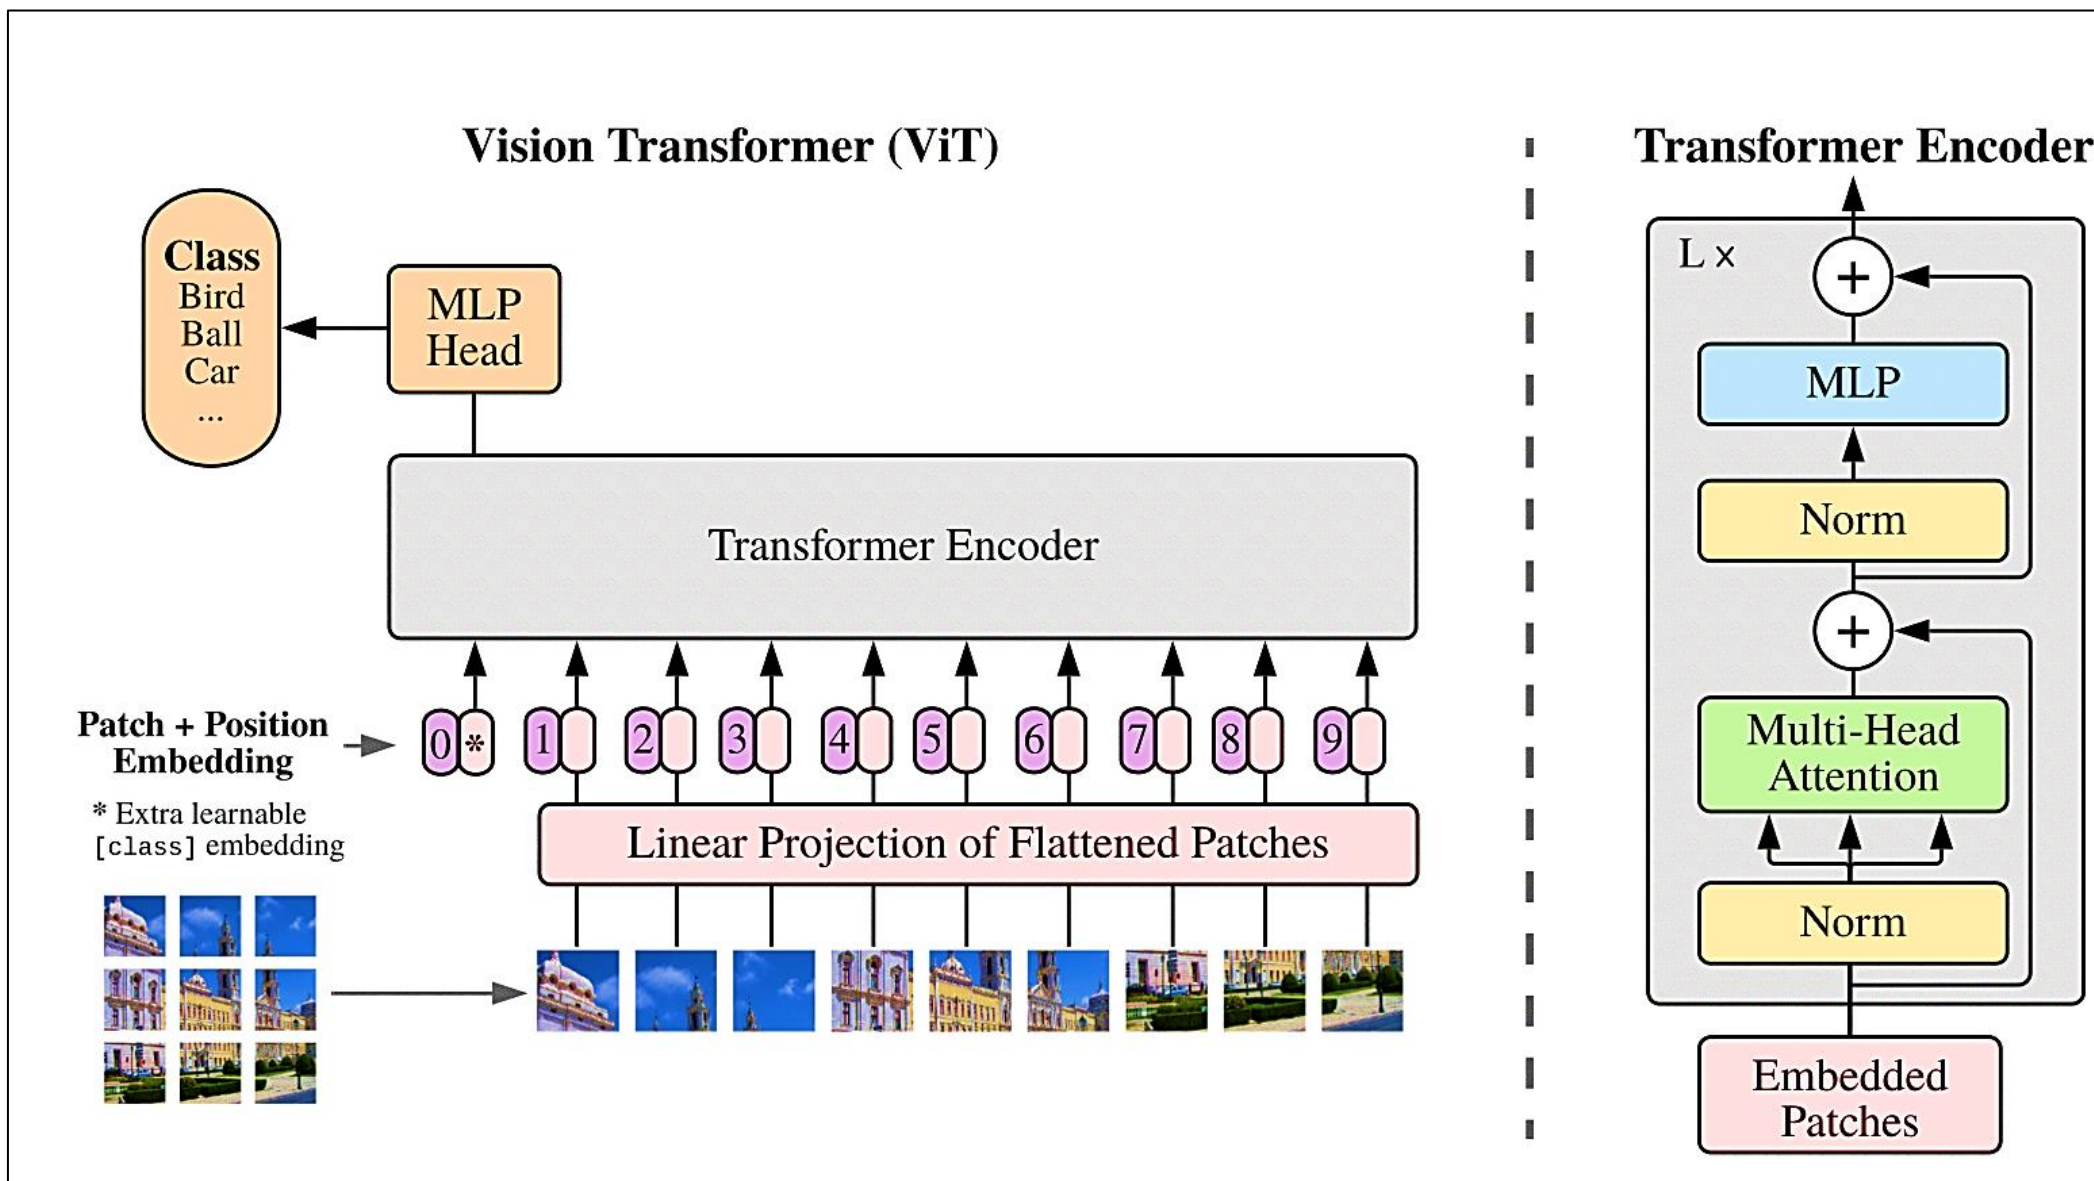 Vision Transformer (ViT)
Class
Bird
Ball
Car
...
MLP
Head
Transformer Encoder
Patch + Position
Embedding
0 * 1 2 3 4 5 6 7 8 9
* Extra learnable
[class] embedding
Linear Projection of Flattened Patches
Transformer Encoder
L ×
+
MLP
Norm
+
Multi-Head
Attention
Norm
Embedded
Patches